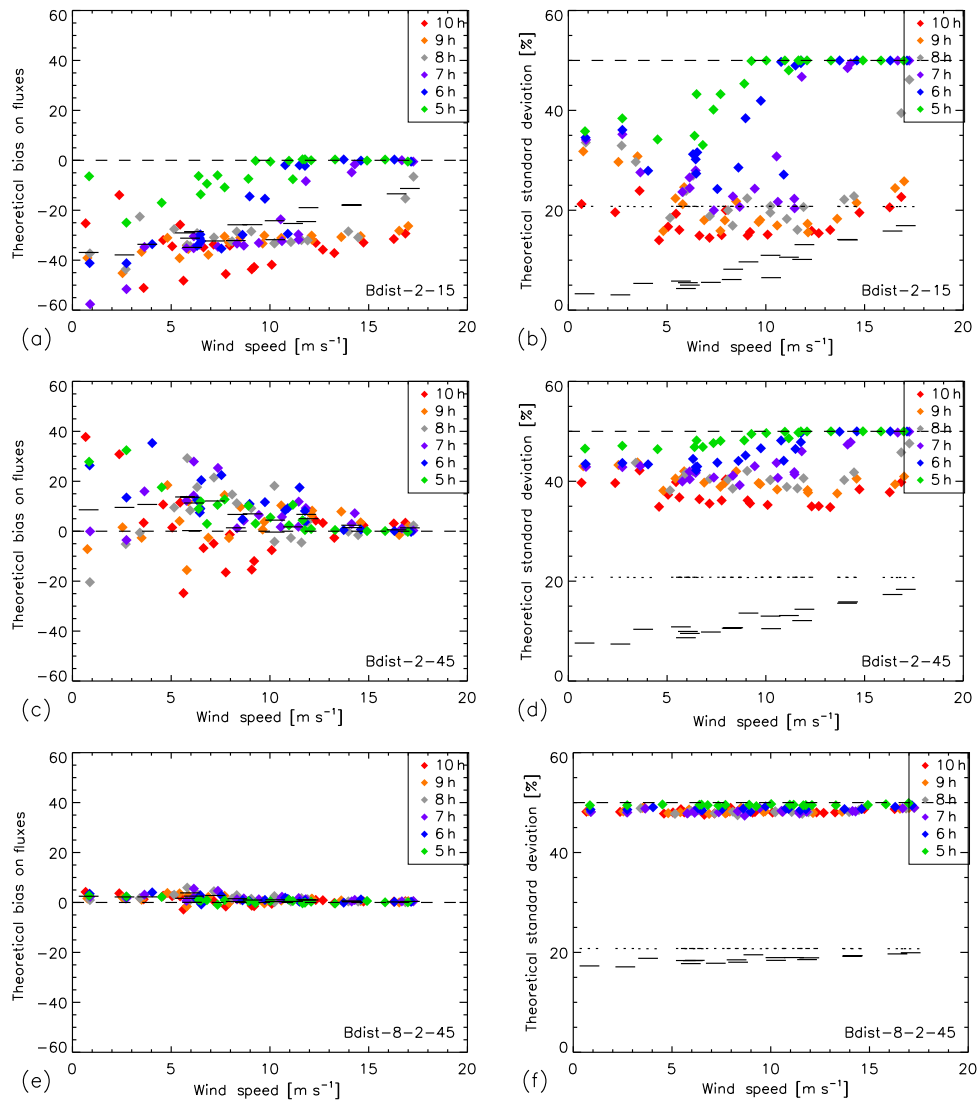 Theoretical bias on fluxes
60
40
20
0
−20
−40
−60
10 h
9 h
8 h
7 h
6 h
5 h
Bdist−2−15
0 5 10 15 20
Wind speed [m s⁻¹]
(a)
Theoretical standard deviation [%]
60
40
20
0
10 h
9 h
8 h
7 h
6 h
5 h
Bdist−2−15
0 5 10 15 20
Wind speed [m s⁻¹]
(b)
Theoretical bias on fluxes
60
40
20
0
−20
−40
−60
10 h
9 h
8 h
7 h
6 h
5 h
Bdist−2−45
0 5 10 15 20
Wind speed [m s⁻¹]
(c)
Theoretical standard deviation [%]
60
40
20
0
10 h
9 h
8 h
7 h
6 h
5 h
Bdist−2−45
0 5 10 15 20
Wind speed [m s⁻¹]
(d)
Theoretical bias on fluxes
60
40
20
0
−20
−40
−60
10 h
9 h
8 h
7 h
6 h
5 h
Bdist−8−2−45
0 5 10 15 20
Wind speed [m s⁻¹]
(e)
Theoretical standard deviation [%]
60
40
20
0
10 h
9 h
8 h
7 h
6 h
5 h
Bdist−8−2−45
0 5 10 15 20
Wind speed [m s⁻¹]
(f)